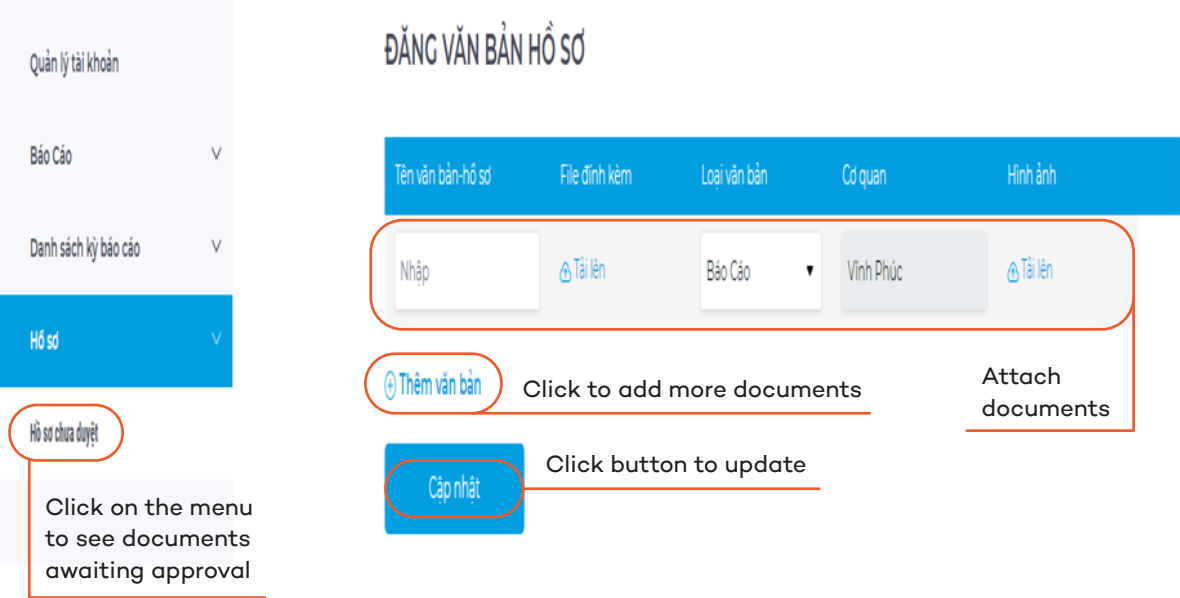 Quản lý tài khoản
Báo Cáo
Danh sách kỳ báo cáo
Hồ sơ
Hồ sơ chưa duyệt
Click on the menu
to see documents
awaiting approval
ĐĂNG VĂN BẢN HỒ SƠ
Tên văn bản-hồ sơ File đính kèm Loại văn bản Cơ quan Hình ảnh
Nhập Tải lên Báo Cáo Vĩnh Phúc Tải lên
Thêm văn bản
Click to add more documents
Attach
documents
Cập nhật
Click button to update